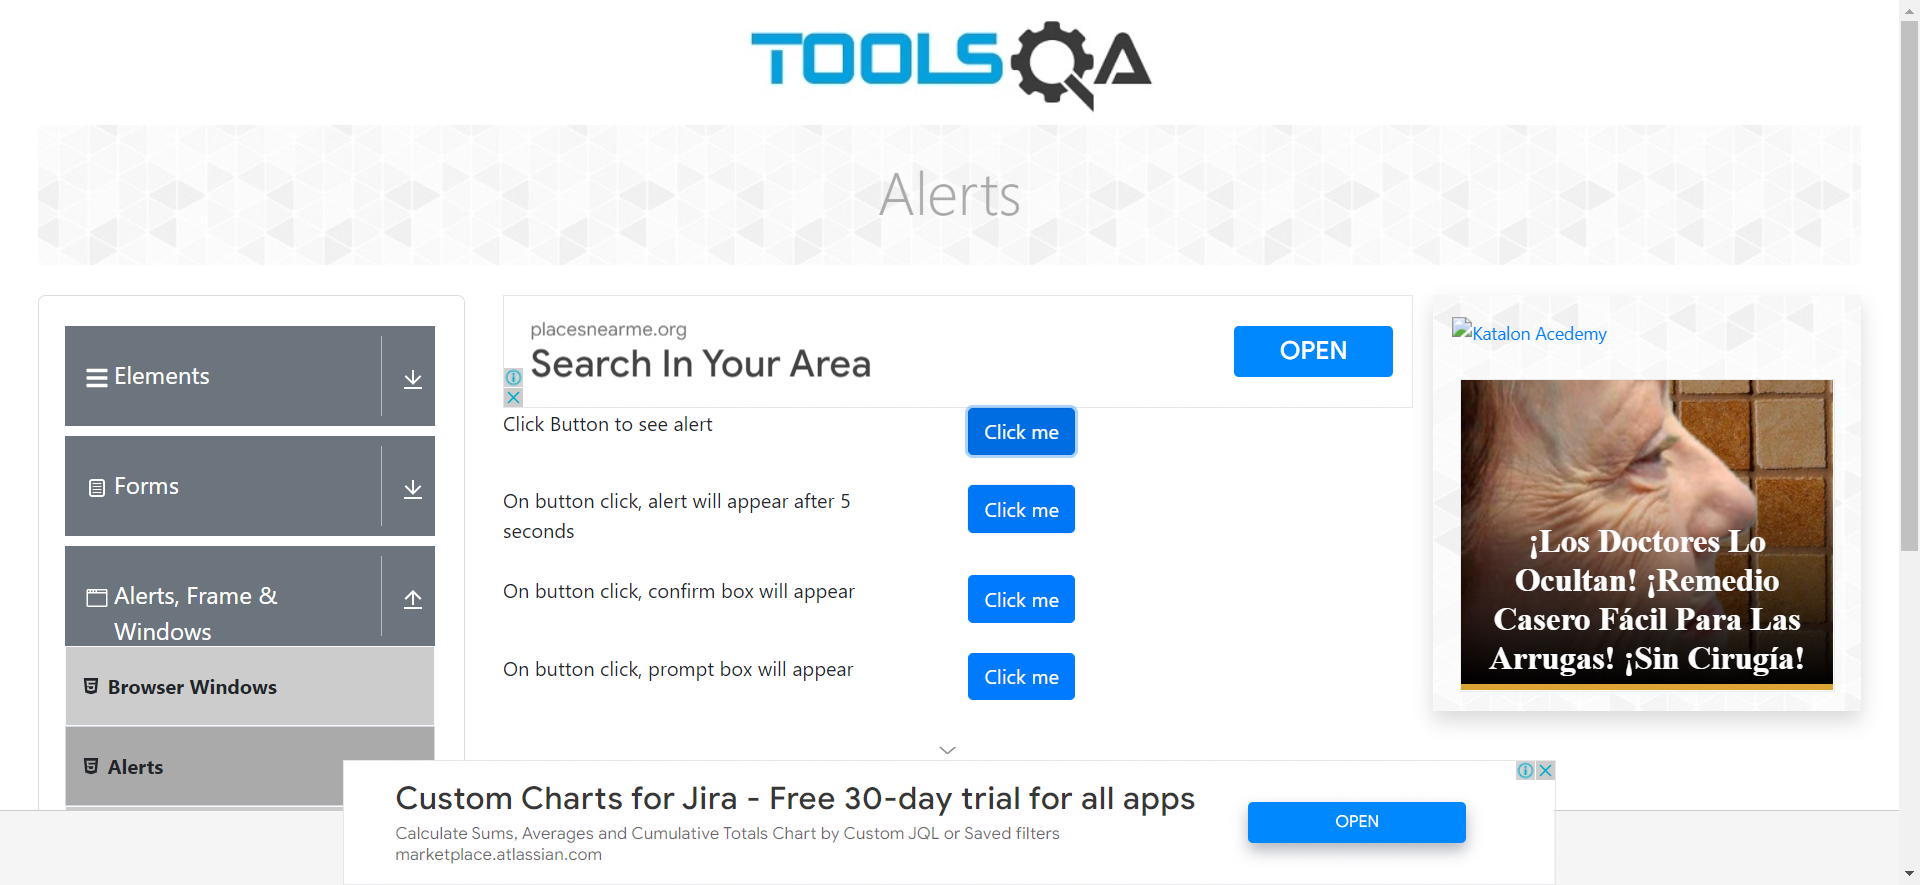 TOOLSQA
Alerts
Elements
Forms
Alerts, Frame &
Windows
Browser Windows
Alerts
placesnearme.org
Search In Your Area
OPEN
Click Button to see alert
Click me
On button click, alert will appear after 5
seconds
Click me
On button click, confirm box will appear
Click me
On button click, prompt box will appear
Click me
Katalon Acedemy
¡Los Doctores Lo
Ocultan! ¡Remedio
Casero Fácil Para Las
Arrugas! ¡Sin Cirugía!
Custom Charts for Jira - Free 30-day trial for all apps
Calculate Sums, Averages and Cumulative Totals Chart by Custom JQL or Saved filters
marketplace.atlassian.com
OPEN